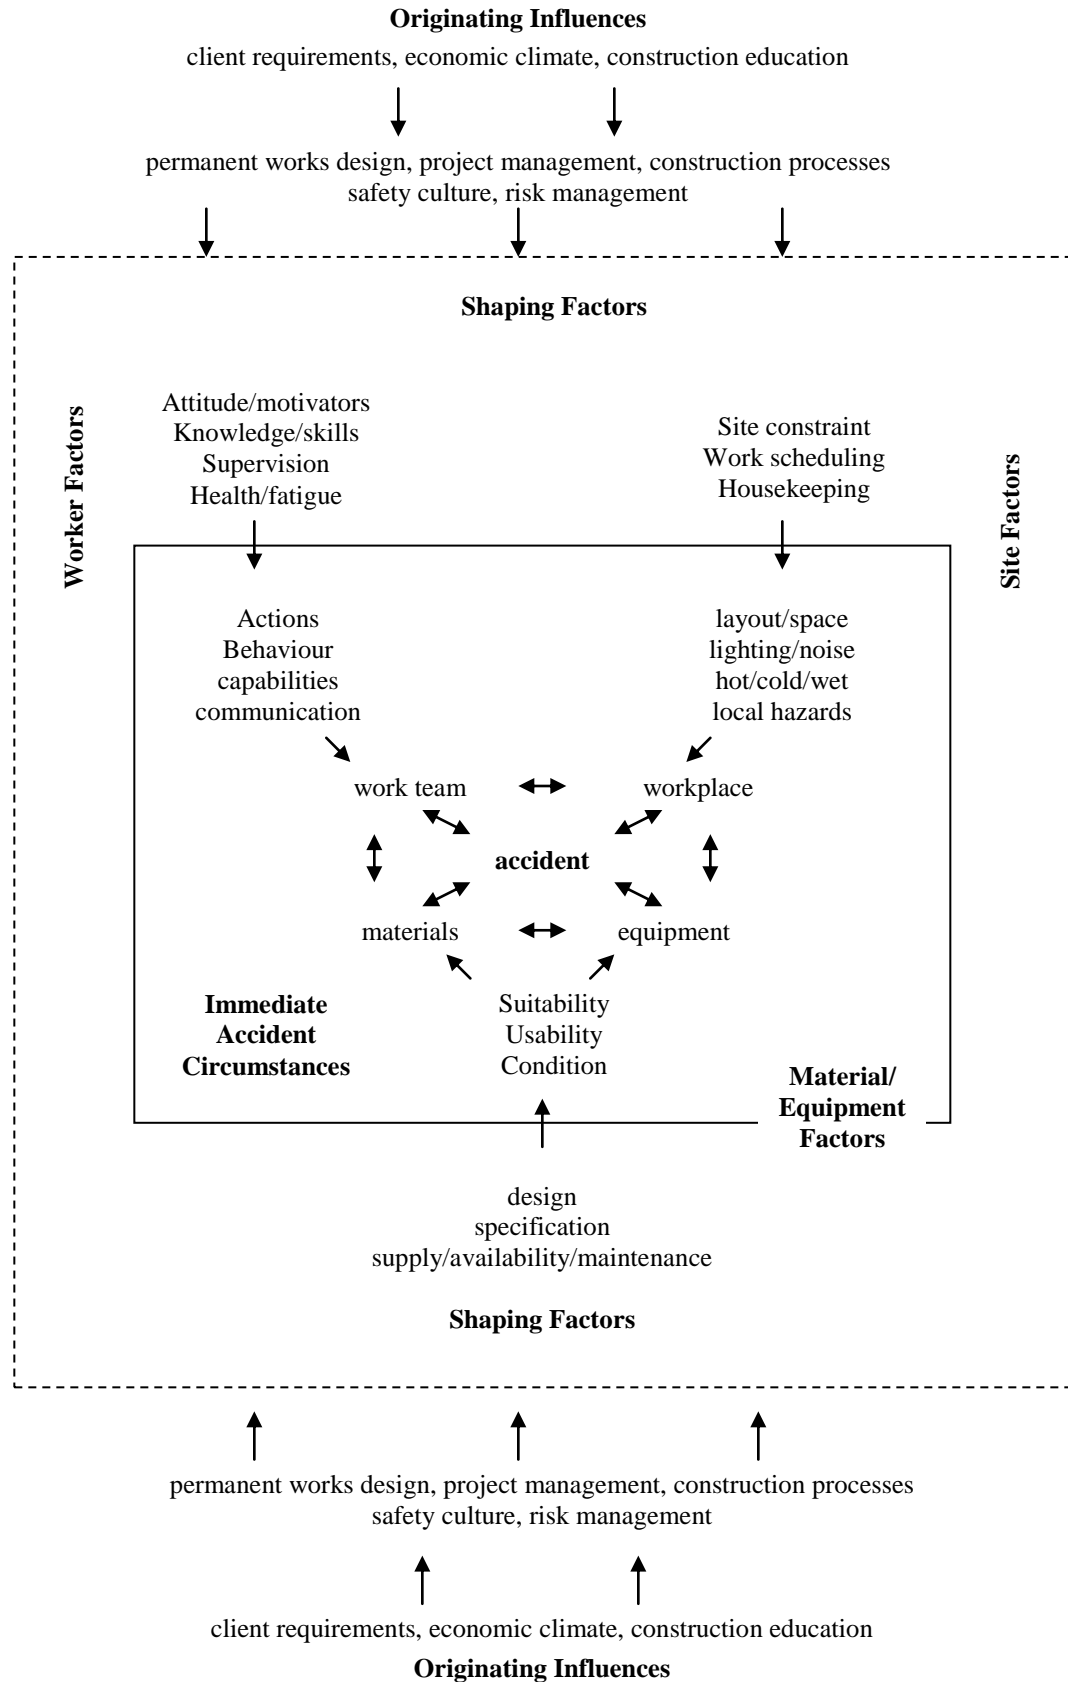 Originating Influences
client requirements, economic climate, construction education
permanent works design, project management, construction processes
safety culture, risk management
Shaping Factors
Worker Factors
Attitude/motivators
Knowledge/skills
Supervision
Health/fatigue
Site constraint
Work scheduling
Housekeeping
Site Factors
Actions
Behaviour
capabilities
communication
layout/space
lighting/noise
hot/cold/wet
local hazards
work team
workplace
accident
materials
equipment
Immediate
Accident
Circumstances
Suitability
Usability
Condition
Material/
Equipment
Factors
design
specification
supply/availability/maintenance
Shaping Factors
permanent works design, project management, construction processes
safety culture, risk management
client requirements, economic climate, construction education
Originating Influences